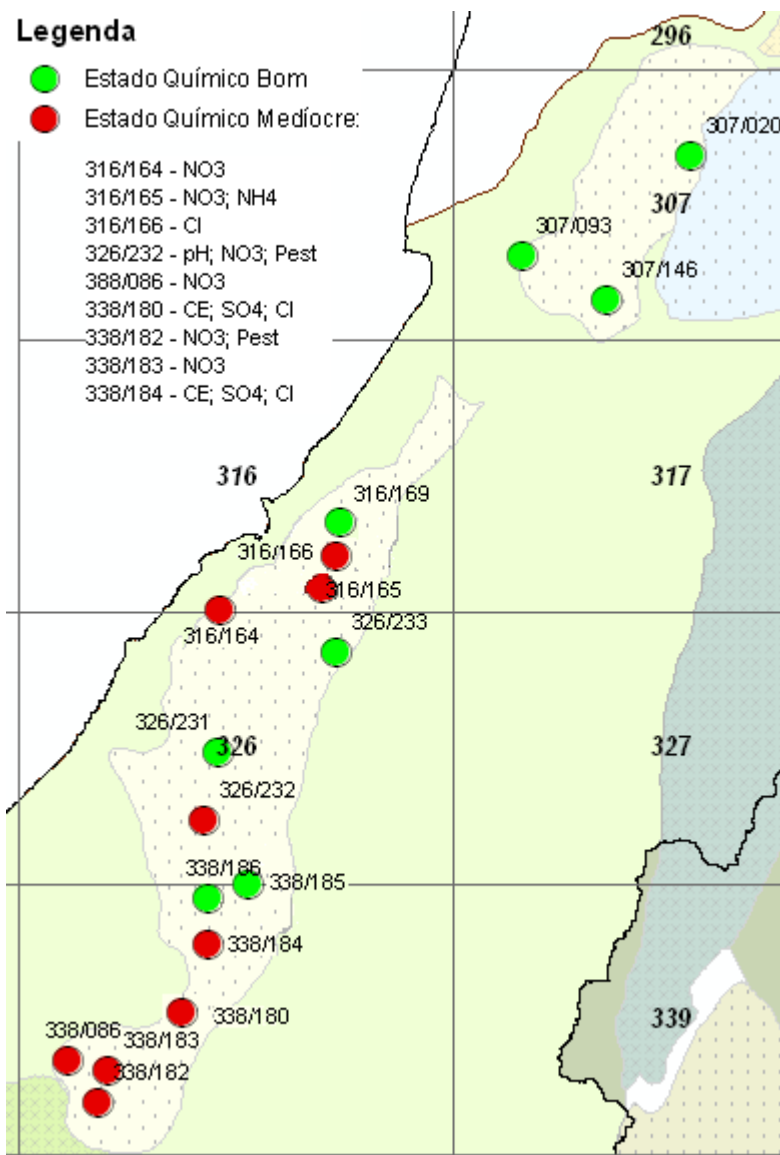 Legenda
Estado Químico Bom
Estado Químico Medíocre:
316/164 - NO3
316/165 - NO3; NH4
316/166 - Cl
326/232 - pH; NO3; Pest
388/086 - NO3
338/180 - CE; SO4; Cl
338/182 - NO3; Pest
338/183 - NO3
338/184 - CE; SO4; Cl
296
307/020
307
307/093
307/146
316
317
316/169
316/166
316/165
316/164
326/233
326/231
326
327
326/232
338/186
338/185
338/184
338/180
339
338/086
338/183
338/182